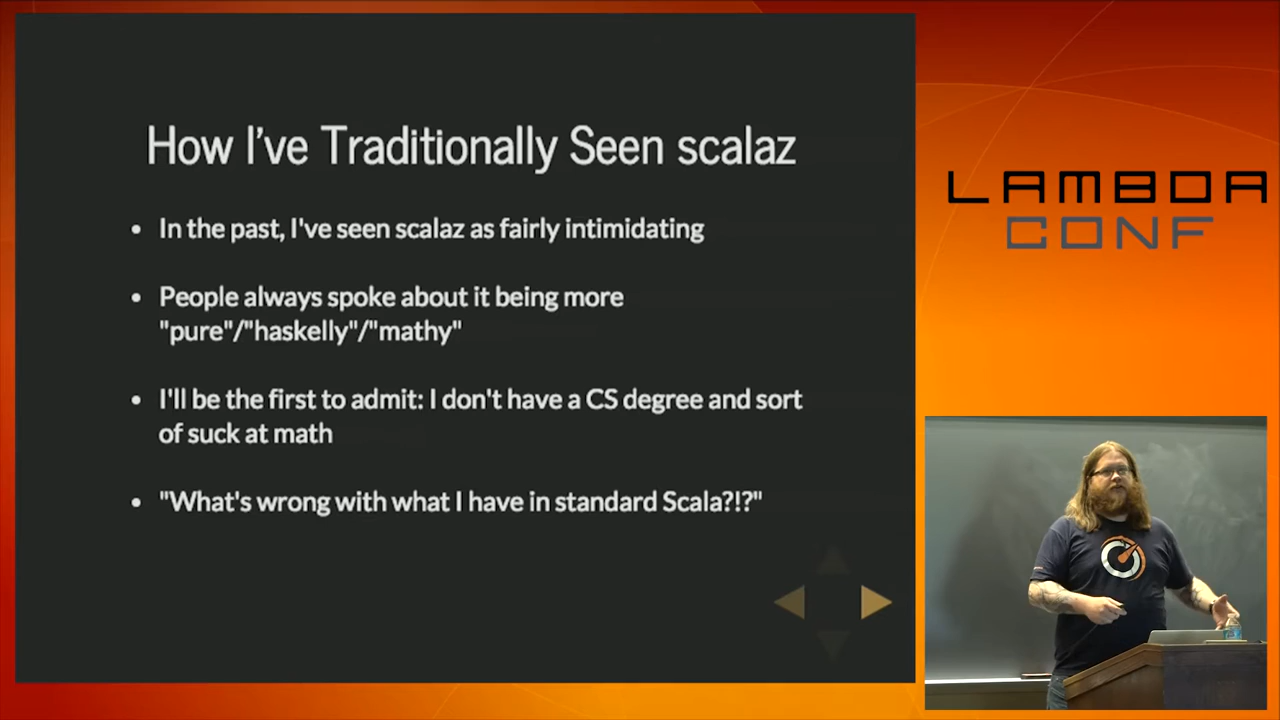 How I've Traditionally Seen scalaz
• In the past, I've seen scalaz as fairly intimidating
• People always spoke about it being more
"pure"/"haskelly"/"mathy"
• I'll be the first to admit: I don't have a CS degree and sort
of suck at math
• "What's wrong with what I have in standard Scala?!?"
LAMBDA
CONF